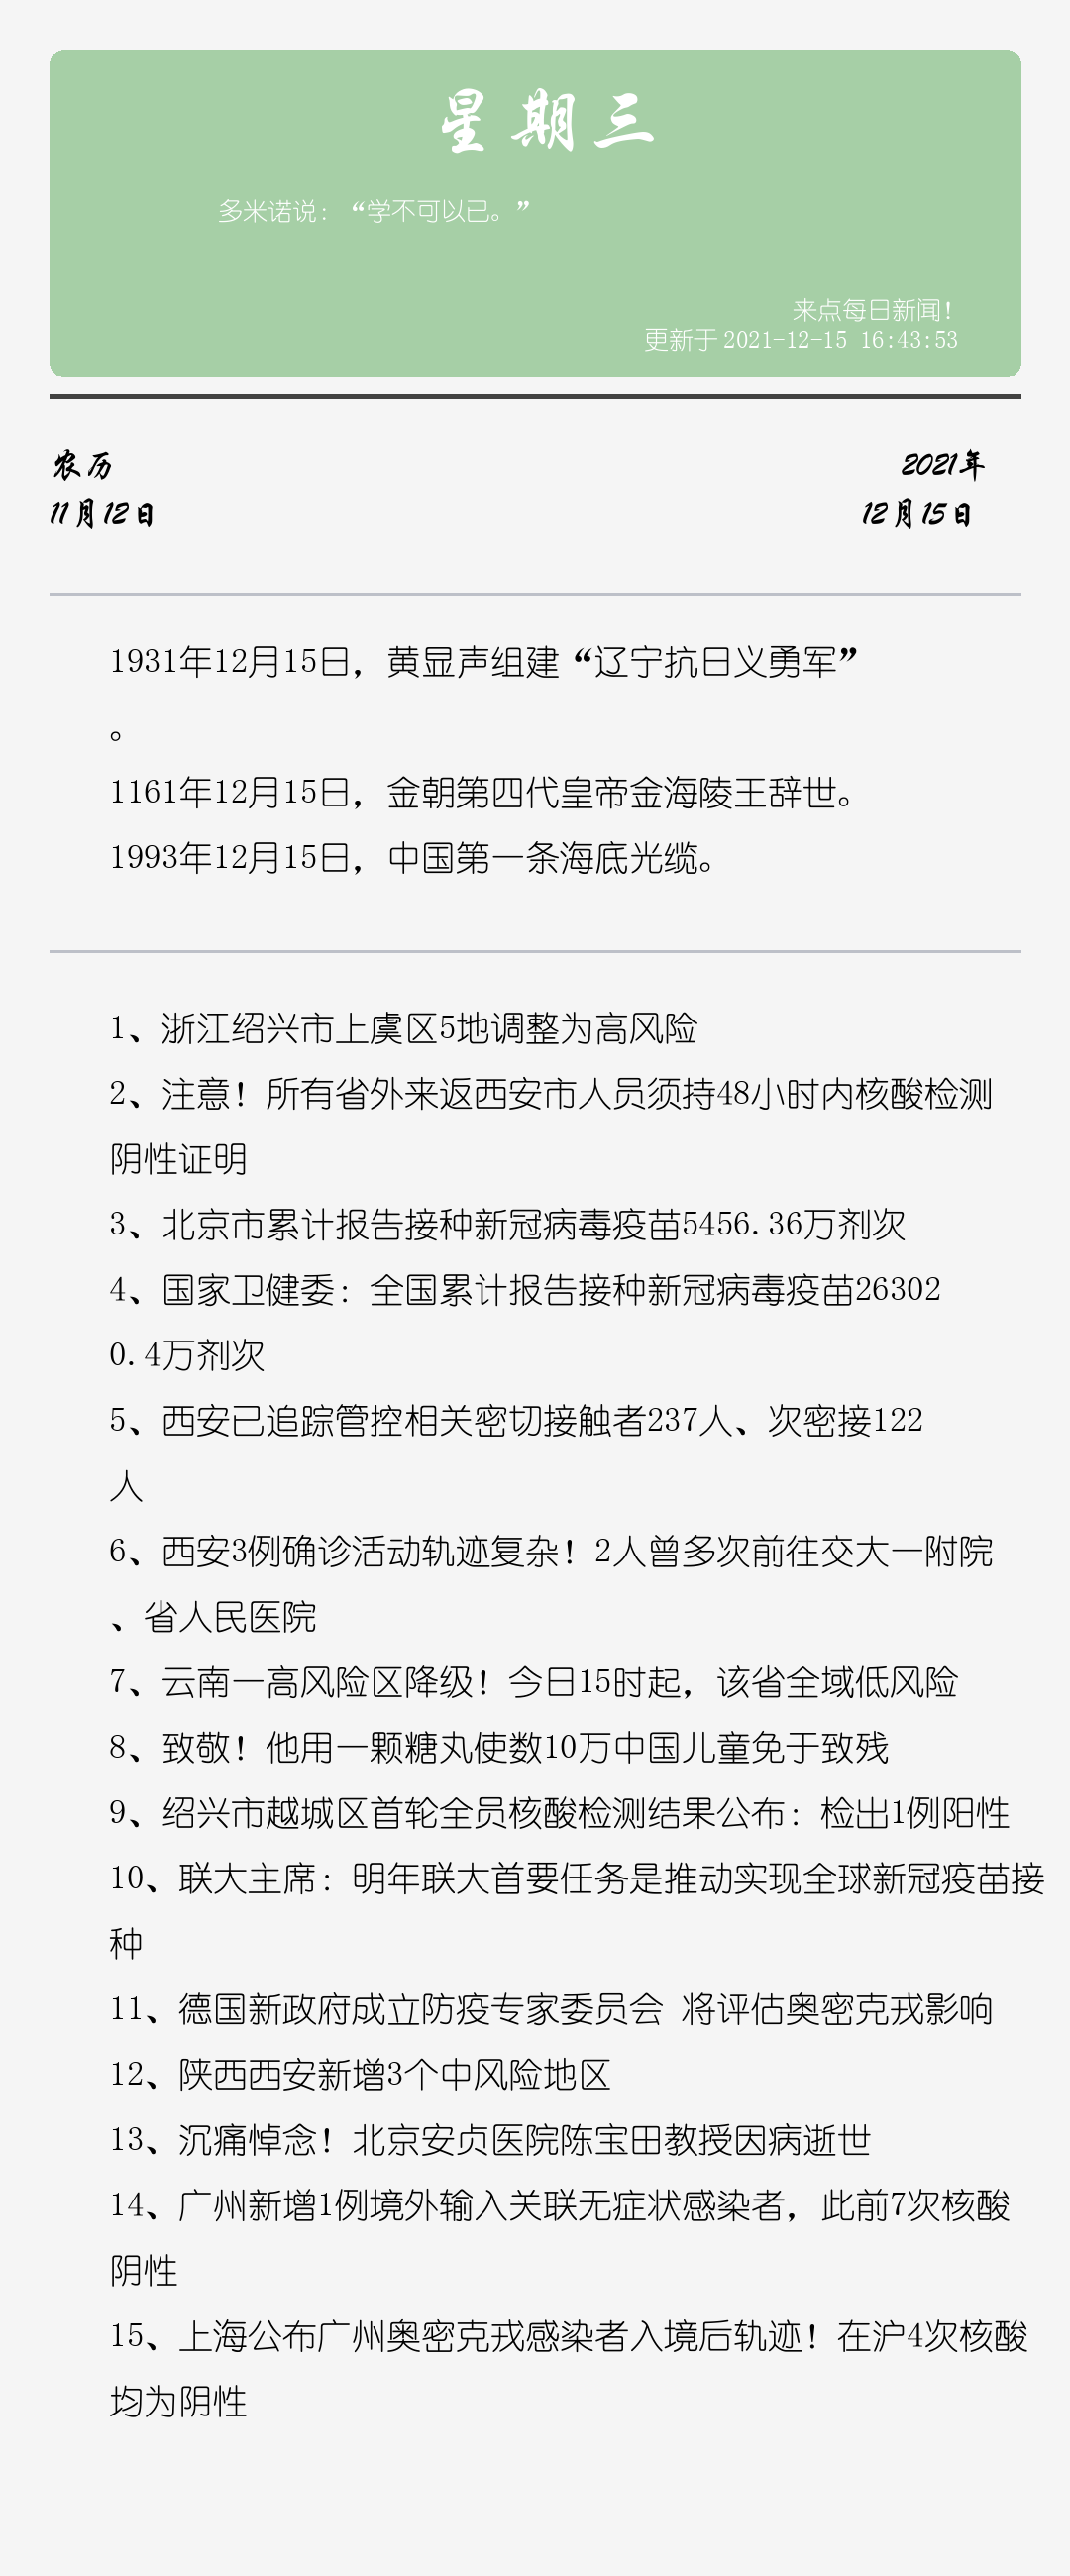 星期三
多米诺说：“学不可以已。”
来点每日新闻！
更新于2021-12-15 16:43:53
农历
2021年
11月12日
12月15日
1931年12月15日，黄显声组建“辽宁抗日义勇军”
。
1161年12月15日，金朝第四代皇帝金海陵王辞世。
1993年12月15日，中国第一条海底光缆。
1、浙江绍兴市上虞区5地调整为高风险
2、注意！所有省外来返西安市人员须持48小时内核酸检测
阴性证明
3、北京市累计报告接种新冠病毒疫苗5456.36万剂次
4、国家卫健委：全国累计报告接种新冠病毒疫苗26302
0.4万剂次
5、西安已追踪管控相关密切接触者237人、次密接122
人
6、西安3例确诊活动轨迹复杂！2人曾多次前往交大一附院
、省人民医院
7、云南一高风险区降级！今日15时起，该省全域低风险
8、致敬！他用一颗糖丸使数10万中国儿童免于致残
9、绍兴市越城区首轮全员核酸检测结果公布：检出1例阳性
10、联大主席：明年联大首要任务是推动实现全球新冠疫苗接
种
11、德国新政府成立防疫专家委员会 将评估奥密克戎影响
12、陕西西安新增3个中风险地区
13、沉痛悼念！北京安贞医院陈宝田教授因病逝世
14、广州新增1例境外输入关联无症状感染者，此前7次核酸
阴性
15、上海公布广州奥密克戎感染者入境后轨迹！在沪4次核酸
均为阴性